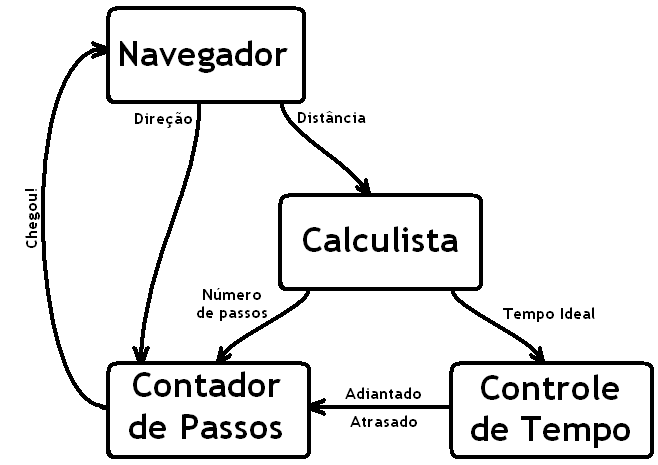 Navegador
Direção
Distância
Chegou!
Calculista
Número
de passos
Tempo Ideal
Contador
de Passos
Adiantado
Atrasado
Controle
de Tempo